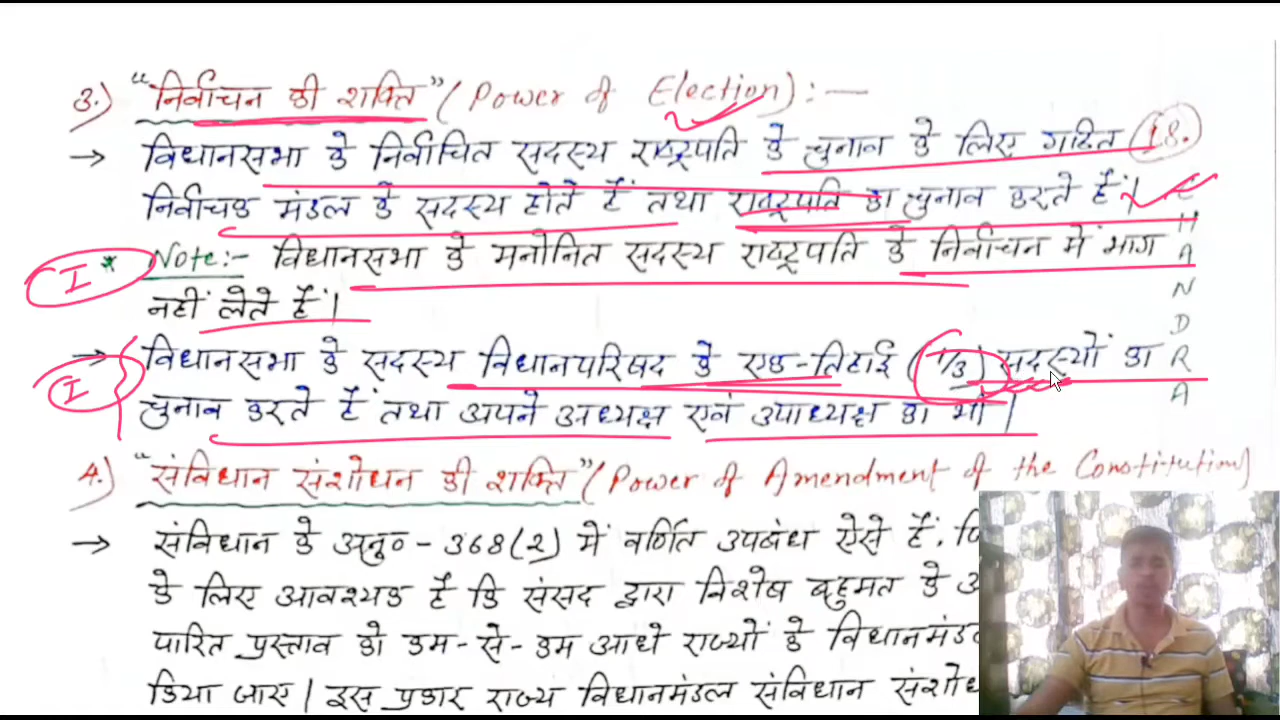 3.) "निर्वाचन की शक्ति" (Power of Election) :—
→ विधानसभा के निर्वाचित सदस्य राष्ट्रपति के चुनाव के लिए गठित 18.
निर्वाचक मंडल के सदस्य होते हैं तथा राष्ट्रपति का चुनाव करते हैं।
I * Note:- विधानसभा के मनोनित सदस्य राष्ट्रपति के निर्वाचन में भाग
नहीं लेते हैं।
I → विधानसभा के सदस्य विधानपरिषद के एक-तिहाई (1/3) सदस्यों का
चुनाव करते हैं तथा अपने अध्यक्ष एवं उपाध्यक्ष का भी।
CHANDRA
4.) "संविधान संशोधन की शक्ति" (Power of Amendment of the Constitution)
→ संविधान के अनु०-368(2) में वर्णित उपबंध ऐसे हैं,
के लिए आवश्यक है कि संसद द्वारा विशेष बहुमत के
पारित प्रस्ताव को कम-से-कम आधे राज्यों के विधानमंड
किया जाए। इस प्रकार राज्य विधानमंडल संविधान संशो